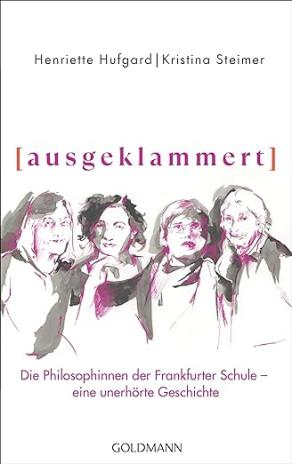 Henriette Hufgard|Kristina Steimer
[ausgeklammert]
Die Philosophinnen der Frankfurter Schule –
eine unerhörte Geschichte
GOLDMANN